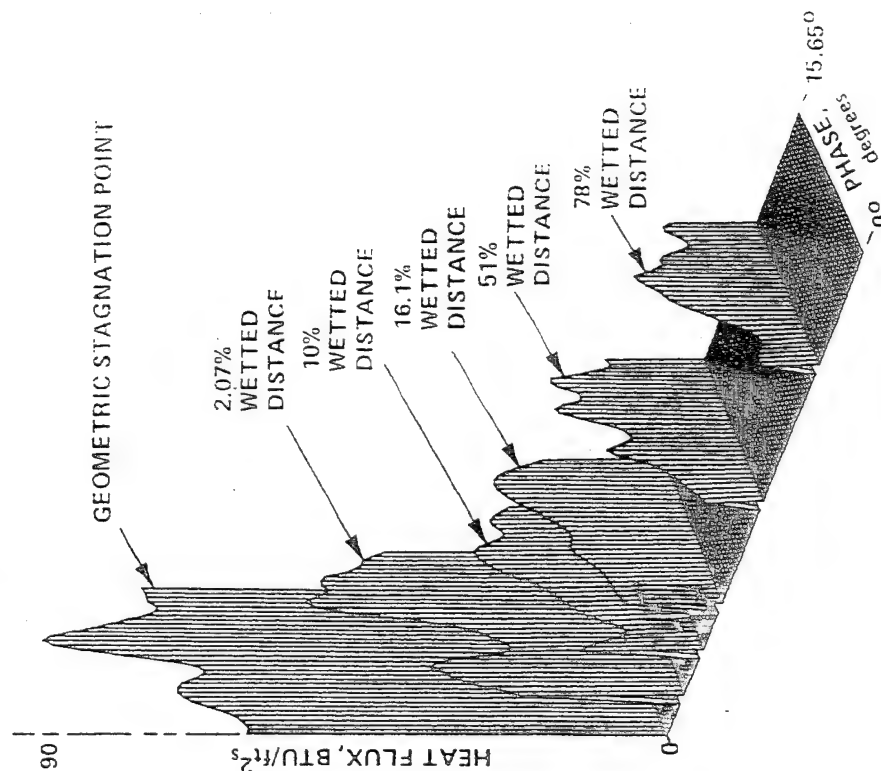 90
HEAT FLUX, BTU/ft²s
0
GEOMETRIC STAGNATION POINT
2.07%
WETTED
DISTANCE
10%
WETTED
DISTANCE
16.1%
WETTED
DISTANCE
51%
WETTED
DISTANCE
78%
WETTED
DISTANCE
15.65°
PHASE,
degrees
0°